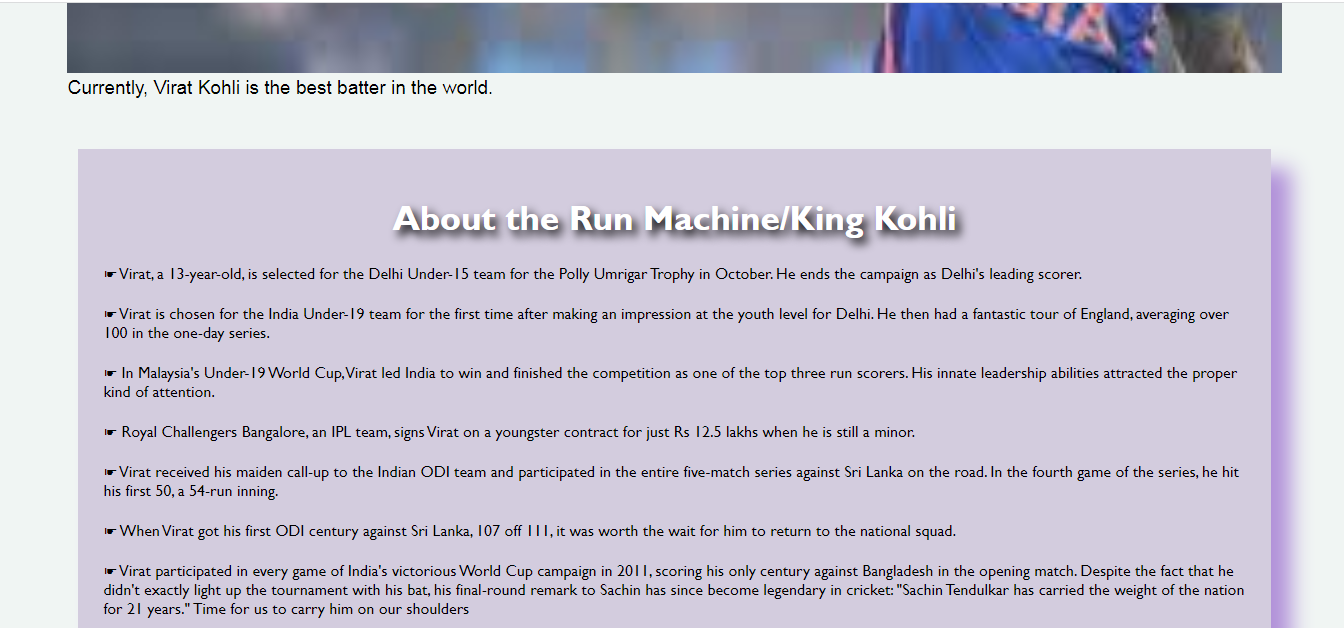 INDIA
Currently, Virat Kohli is the best batter in the world.
About the Run Machine/King Kohli
☛ Virat, a 13-year-old, is selected for the Delhi Under-15 team for the Polly Umrigar Trophy in October. He ends the campaign as Delhi's leading scorer.
☛ Virat is chosen for the India Under-19 team for the first time after making an impression at the youth level for Delhi. He then had a fantastic tour of England, averaging over
100 in the one-day series.
☛ In Malaysia's Under-19 World Cup, Virat led India to win and finished the competition as one of the top three run scorers. His innate leadership abilities attracted the proper
kind of attention.
☛ Royal Challengers Bangalore, an IPL team, signs Virat on a youngster contract for just Rs 12.5 lakhs when he is still a minor.
☛ Virat received his maiden call-up to the Indian ODI team and participated in the entire five-match series against Sri Lanka on the road. In the fourth game of the series, he hit
his first 50, a 54-run inning.
☛ When Virat got his first ODI century against Sri Lanka, 107 off 111, it was worth the wait for him to return to the national squad.
☛ Virat participated in every game of India's victorious World Cup campaign in 2011, scoring his only century against Bangladesh in the opening match. Despite the fact that he
didn't exactly light up the tournament with his bat, his final-round remark to Sachin has since become legendary in cricket: "Sachin Tendulkar has carried the weight of the nation
for 21 years." Time for us to carry him on our shoulders